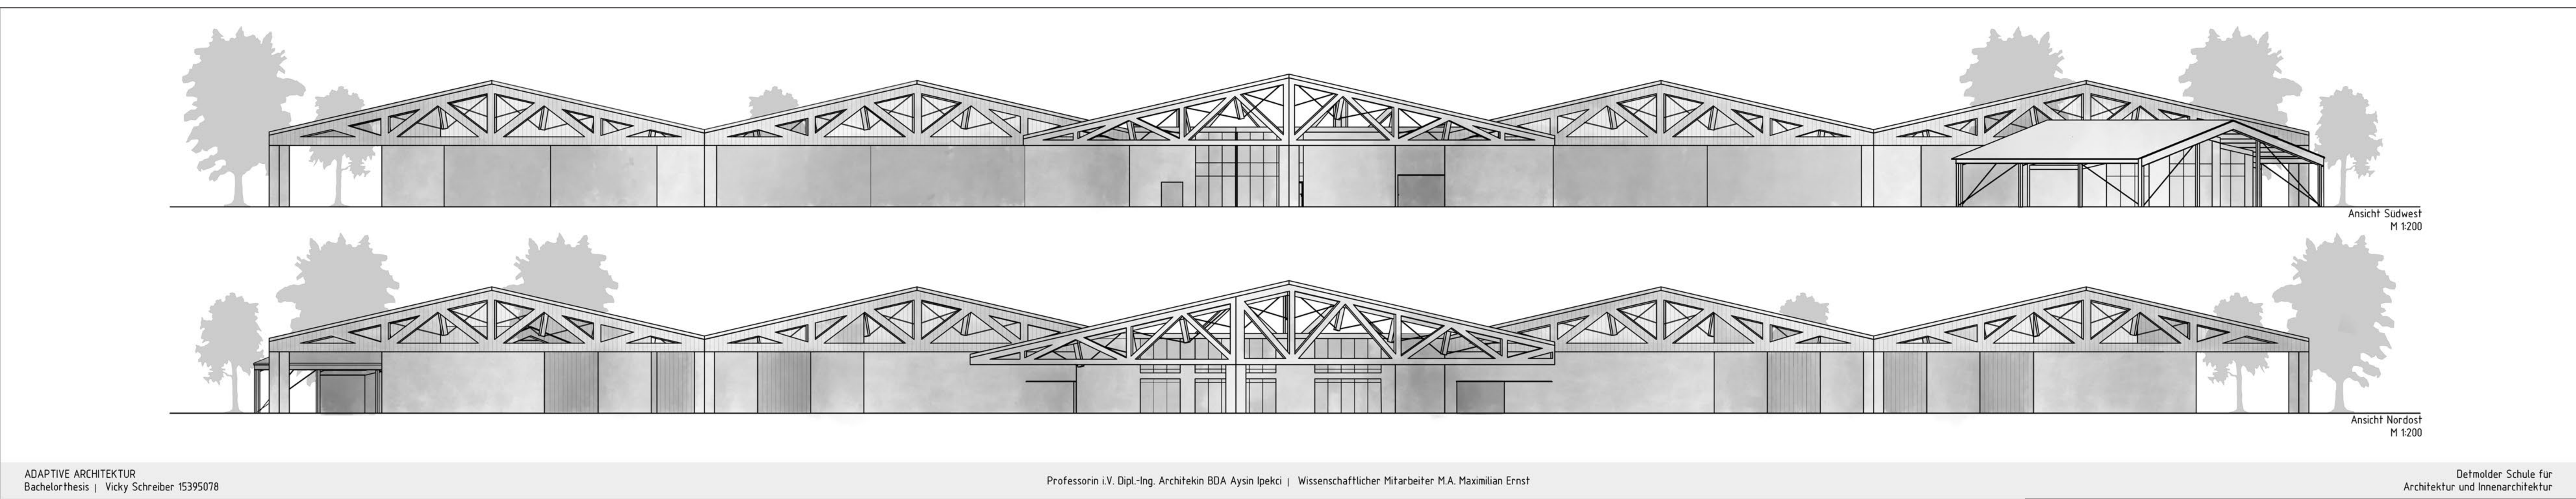 Ansicht Südwest
M 1:200
Ansicht Nordost
M 1:200
ADAPTIVE ARCHITEKTUR
Bachelorthesis | Vicky Schreiber 15395078
Professorin i.V. Dipl.-Ing. Architekin BDA Aysin Ipekci | Wissenschaftlicher Mitarbeiter M.A. Maximilian Ernst
Detmolder Schule für
Architektur und Innenarchitektur